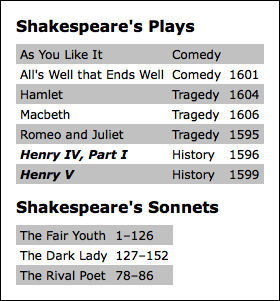 Shakespeare's Plays
As You Like It Comedy
All's Well that Ends Well Comedy 1601
Hamlet Tragedy 1604
Macbeth Tragedy 1606
Romeo and Juliet Tragedy 1595
Henry IV, Part I History 1596
Henry V History 1599
Shakespeare's Sonnets
The Fair Youth 1–126
The Dark Lady 127–152
The Rival Poet 78–86